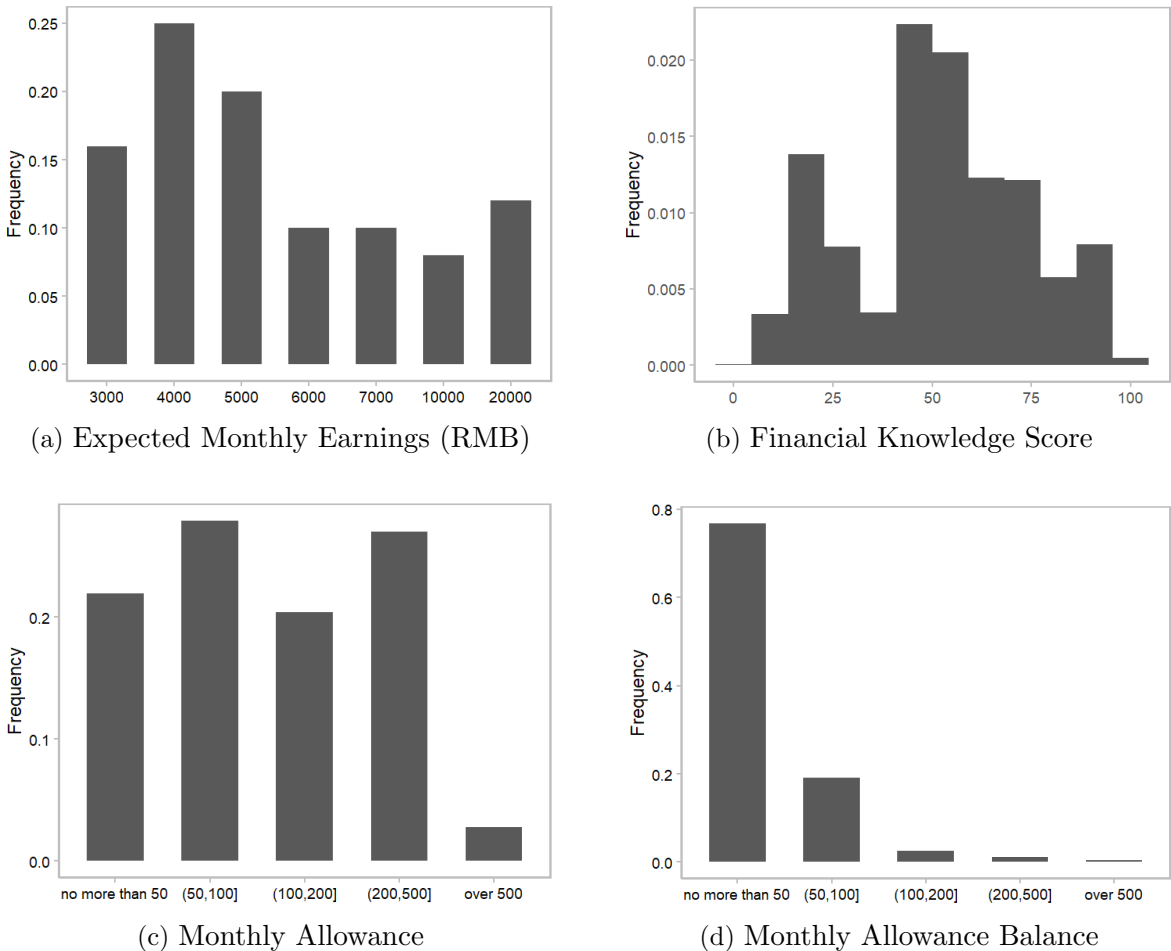 Frequency
0.25
0.20
0.15
0.10
0.05
0.00
3000 4000 5000 6000 7000 10000 20000
(a) Expected Monthly Earnings (RMB)
Frequency
0.020
0.015
0.010
0.005
0.000
0 25 50 75 100
(b) Financial Knowledge Score
Frequency
0.2
0.1
0.0
no more than 50 (50,100] (100,200] (200,500] over 500
(c) Monthly Allowance
Frequency
0.8
0.6
0.4
0.2
0.0
no more than 50 (50,100] (100,200] (200,500] over 500
(d) Monthly Allowance Balance